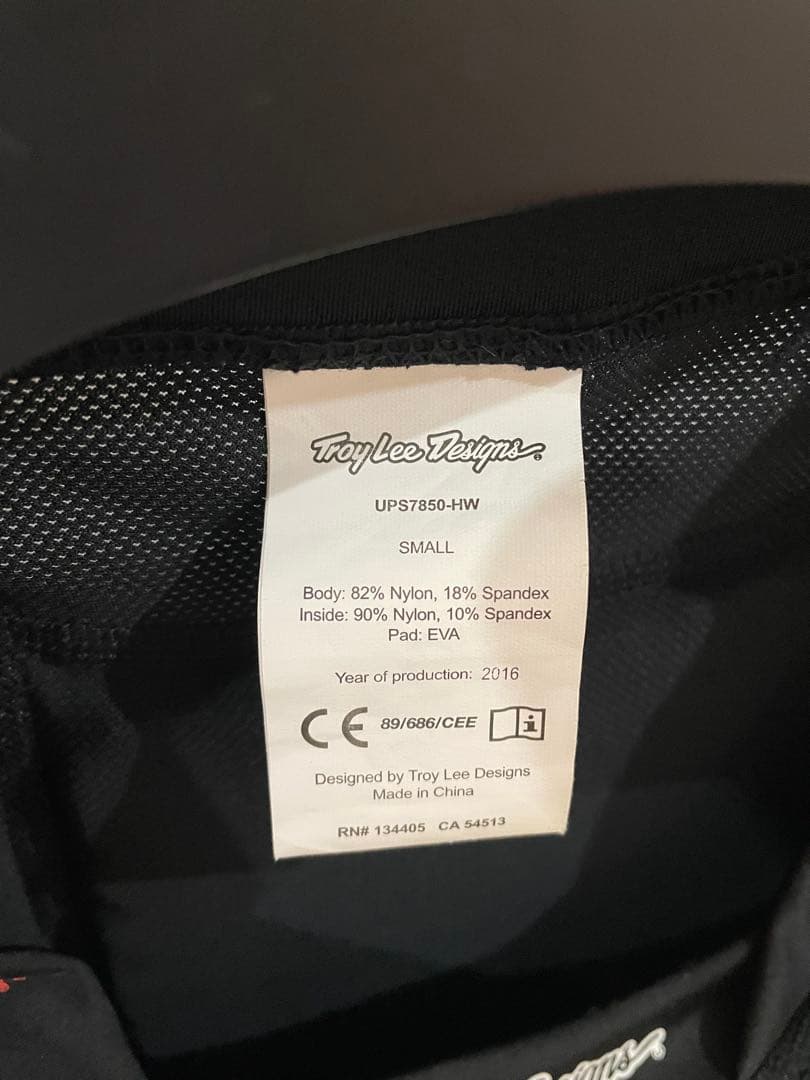 Troy Lee Designs
UPS7850-HW
SMALL
Body: 82% Nylon, 18% Spandex
Inside: 90% Nylon, 10% Spandex
Pad: EVA
Year of production: 2016
CE 89/686/CEE i
Designed by Troy Lee Designs
Made in China
RN# 134405 CA 54513
Designs